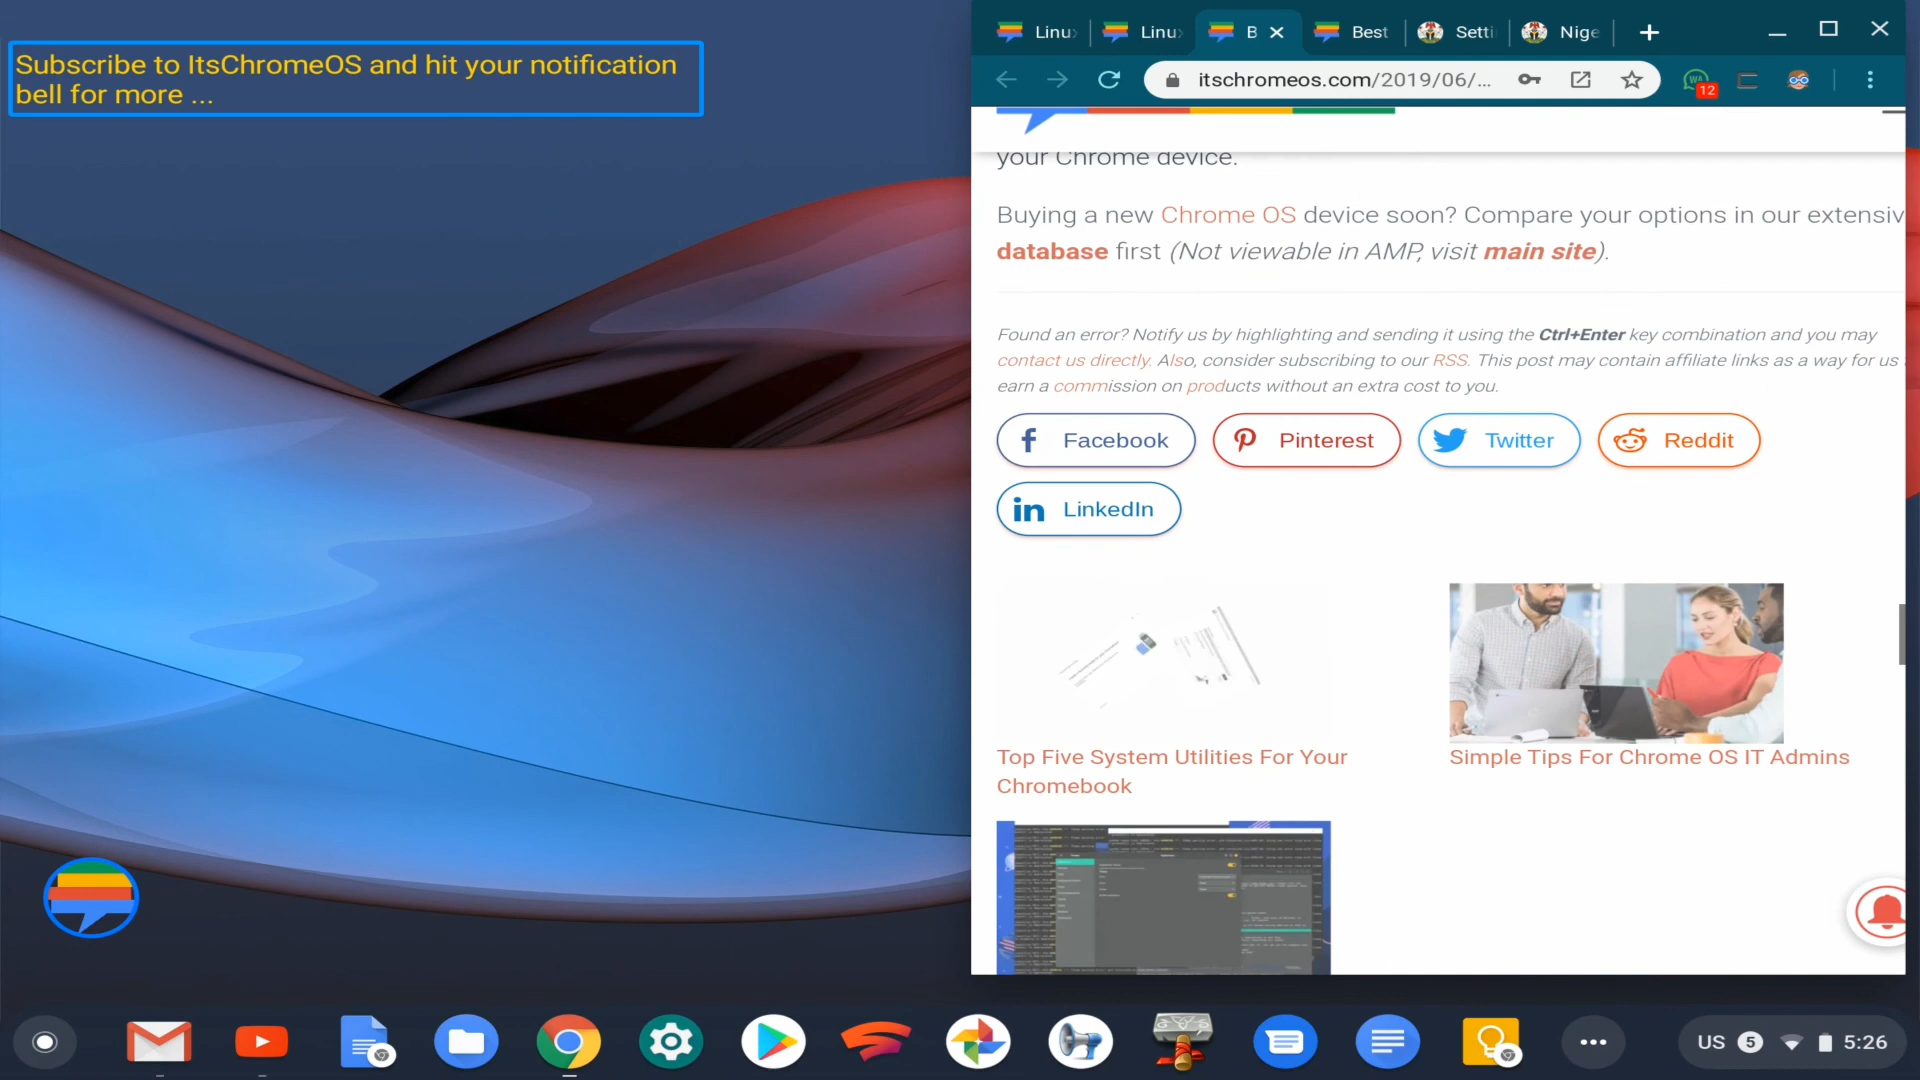 Subscribe to ItsChromeOS and hit your notification
bell for more ...
Linu
Linu
B
Best
Setti
Nige
itschromeos.com/2019/06/...
WA
12
your Chrome device.
Buying a new Chrome OS device soon? Compare your options in our extensiv
database first (Not viewable in AMP, visit main site).
Found an error? Notify us by highlighting and sending it using the Ctrl+Enter key combination and you may
contact us directly. Also, consider subscribing to our RSS. This post may contain affiliate links as a way for us
earn a commission on products without an extra cost to you.
Facebook
Pinterest
Twitter
Reddit
LinkedIn
Top Five System Utilities For Your
Chromebook
Simple Tips For Chrome OS IT Admins
US 5 5:26